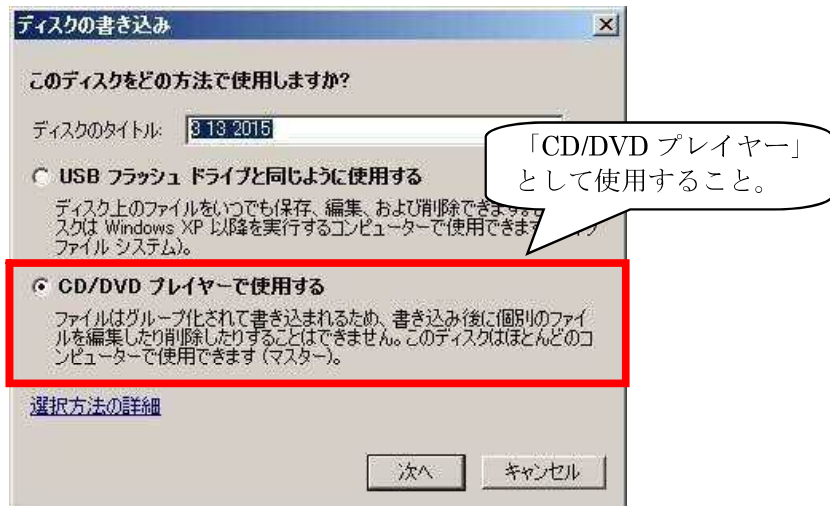 ディスクの書き込み
このディスクをどの方法で使用しますか?
ディスクのタイトル: 3 13 2015
「CD/DVD プレイヤー」
として使用すること。
USB フラッシュ ドライブと同じように使用する
ディスク上のファイルをいつでも保存、編集、および削除できます。
スクは Windows XP 以降を実行するコンピューターで使用できます
ファイル システム)。
CD/DVD プレイヤーで使用する
ファイルはグループ化されて書き込まれるため、書き込み後に個別のファイ
ルを編集したり削除したりすることはできません。このディスクはほとんどのコ
ンピューターで使用できます (マスター)。
選択方法の詳細
次へ
キャンセル